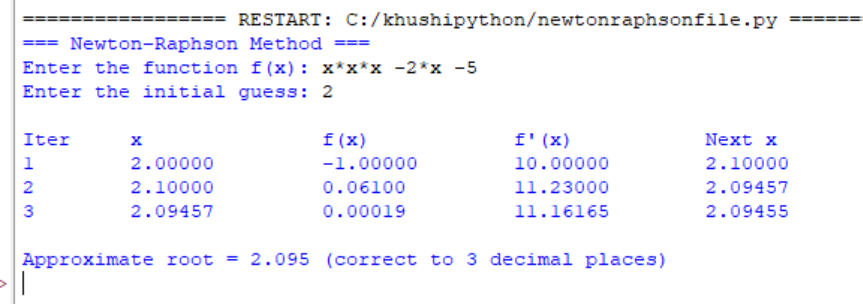 ================= RESTART: C:/khushipython/newtonraphsonfile.py ======
=== Newton-Raphson Method ===
Enter the function f(x): x*x*x -2*x -5
Enter the initial guess: 2
Iter x f(x) f'(x) Next x
1 2.00000 -1.00000 10.00000 2.10000
2 2.10000 0.06100 11.23000 2.09457
3 2.09457 0.00019 11.16165 2.09455
Approximate root = 2.095 (correct to 3 decimal places)
>